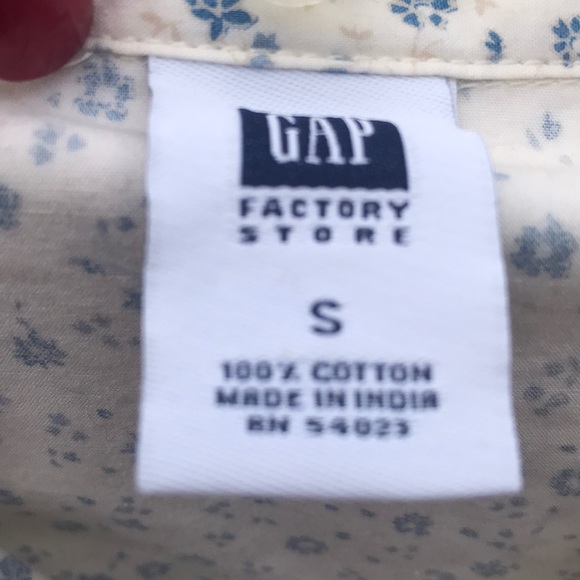 GAP
FACTORY
STORE
S
100% COTTON
MADE IN INDIA
RN 54023